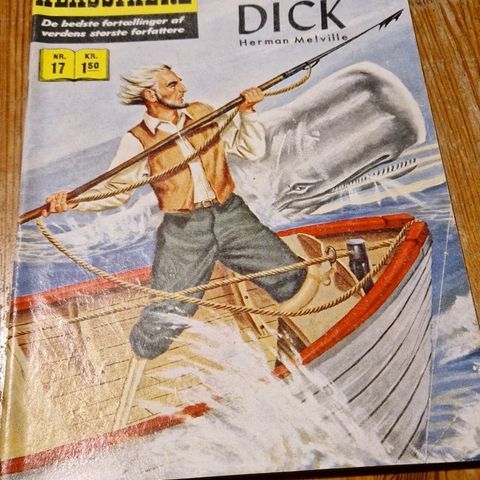 De bedste fortællinger af
verdens største forfattere
NR. KR.
17 1.50
DICK
Herman Melville